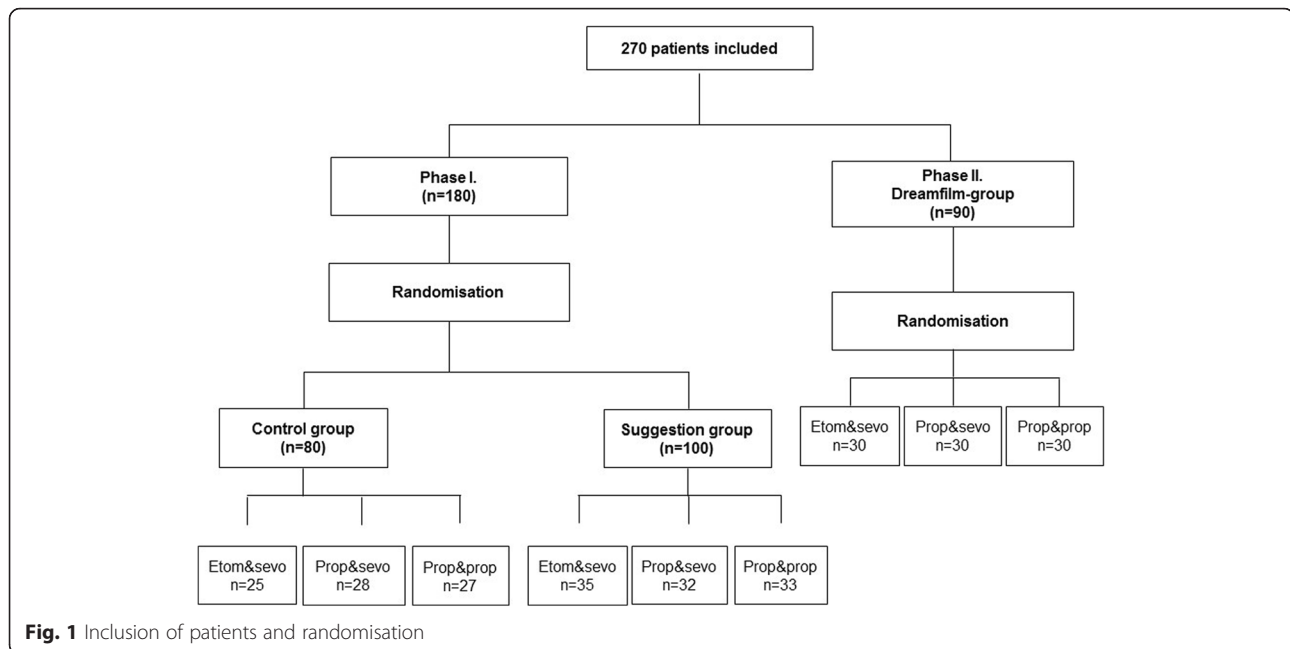 270 patients included
Phase I.
(n=180)
Phase II.
Dreamfilm-group
(n=90)
Randomisation
Randomisation
Control group
(n=80)
Suggestion group
(n=100)
Etom&sevo
n=30
Prop&sevo
n=30
Prop&prop
n=30
Etom&sevo
n=25
Prop&sevo
n=28
Prop&prop
n=27
Etom&sevo
n=35
Prop&sevo
n=32
Prop&prop
n=33
Fig. 1 Inclusion of patients and randomisation